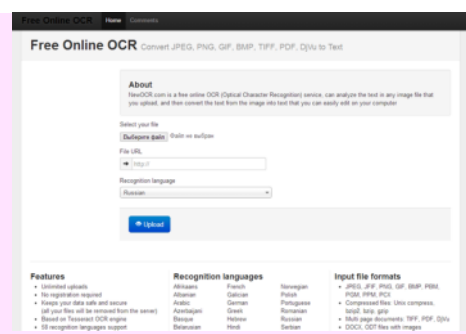 Free Online OCR Home Comments
Free Online OCR Convert JPEG, PNG, GIF, BMP, TIFF, PDF, DjVu to Text
About
NewOCR.com is a free online OCR (Optical Character Recognition) service, can analyze the text in any image file that
you upload, and then convert the text from the image into text that you can easily edit on your computer
Select your file
Выберите файл Файл не выбран
File URL
http://
Recognition language
Russian
Upload
Features
Unlimited uploads
No registration required
Keeps your data safe and secure
(all your files will be removed from the server)
Based on Tesseract OCR engine
58 recognition languages support
Recognition languages
Afrikaans French Norwegian
Albanian Galician Polish
Arabic German Portuguese
Azerbaijani Greek Romanian
Basque Hebrew Russian
Belarusian Hindi Serbian
Input file formats
JPEG, JFIF, PNG, GIF, BMP, PBM,
PGM, PPM, PCX
Compressed files: Unix compress,
bzip2, bzip, gzip
Multi-page documents: TIFF, PDF, DjVu
DOCX, ODT files with images